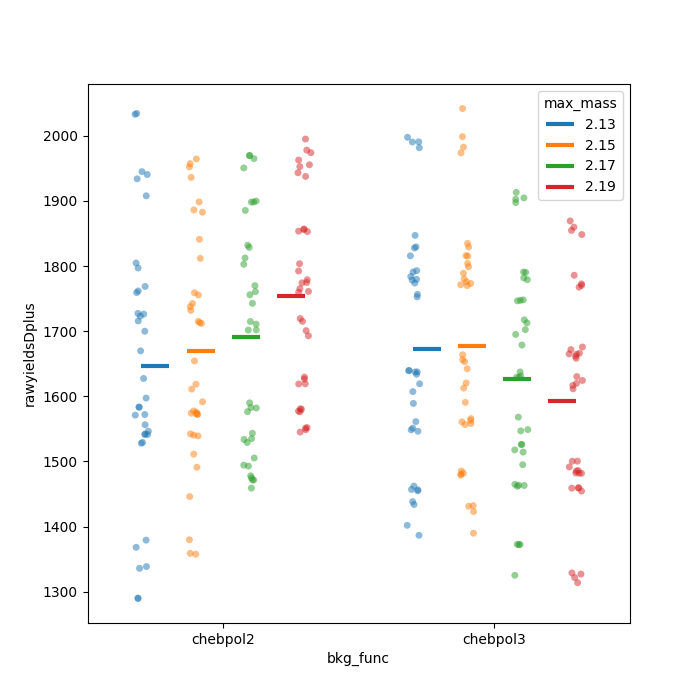 max_mass
2.13
2.15
2.17
2.19
2000
1900
1800
1700
1600
1500
1400
1300
rawyieldsDplus
chebpol2
chebpol3
bkg_func